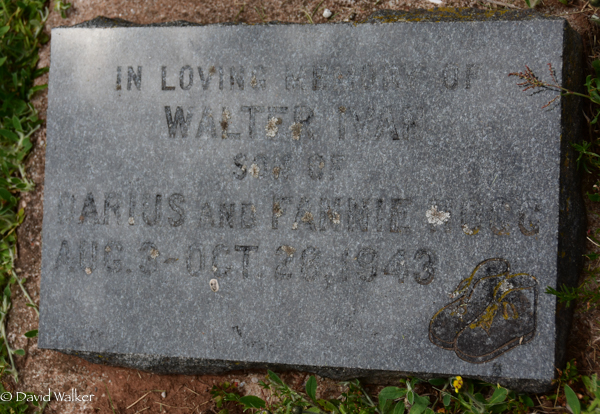 IN LOVING MEMORY OF
WALTER IVAN
SON OF
DARIUS AND FANNIE
AUG. 3 - OCT. 28, 1943
© David Walker